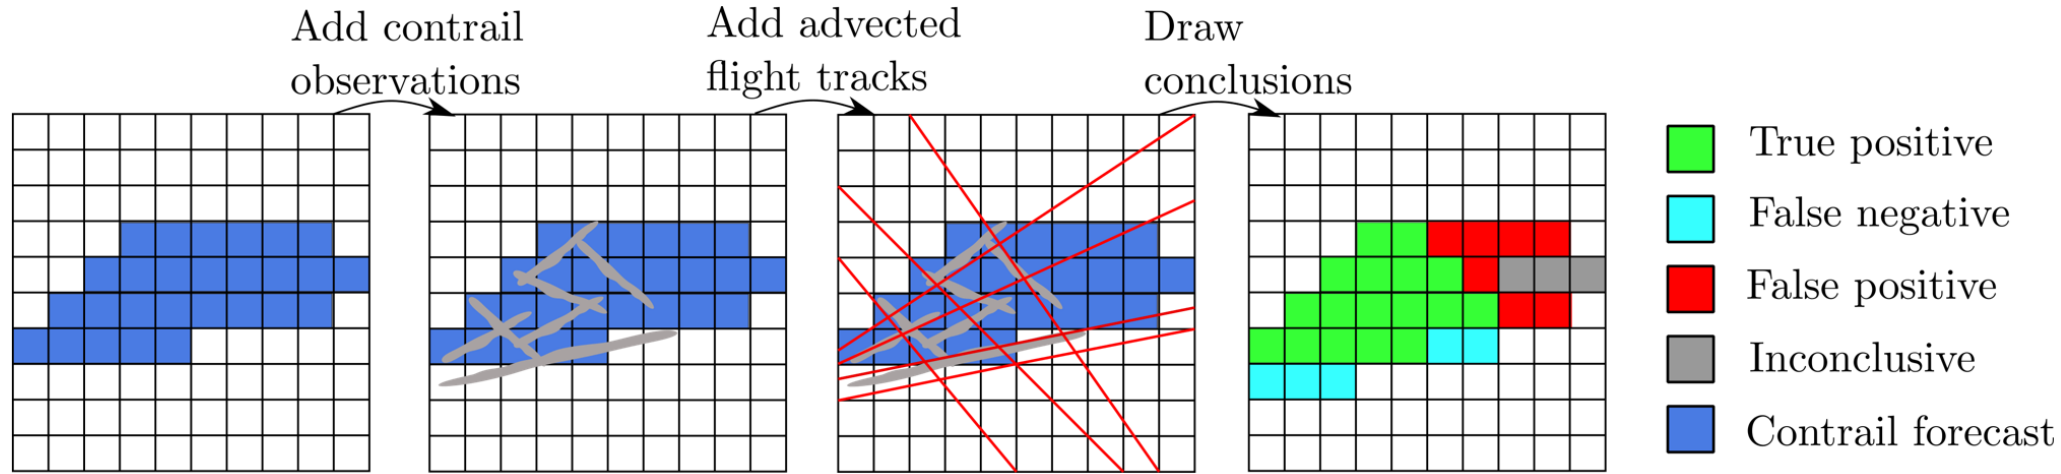 Add contrail
observations
Add advected
flight tracks
Draw
conclusions
True positive
False negative
False positive
Inconclusive
Contrail forecast